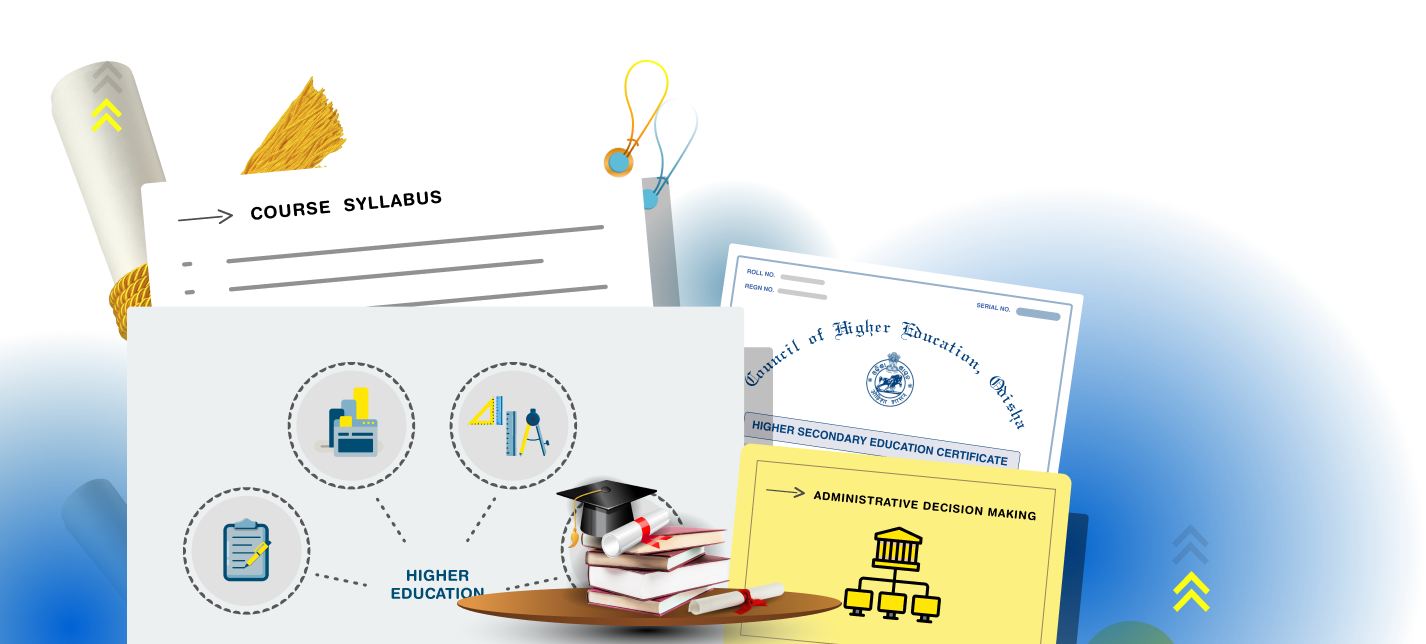 COURSE SYLLABUS
ROLL NO.
REGN NO.
SERIAL NO.
Council of Higher Education, Odisha
HIGHER SECONDARY EDUCATION CERTIFICATE
ADMINISTRATIVE DECISION MAKING
HIGHER
EDUCATION